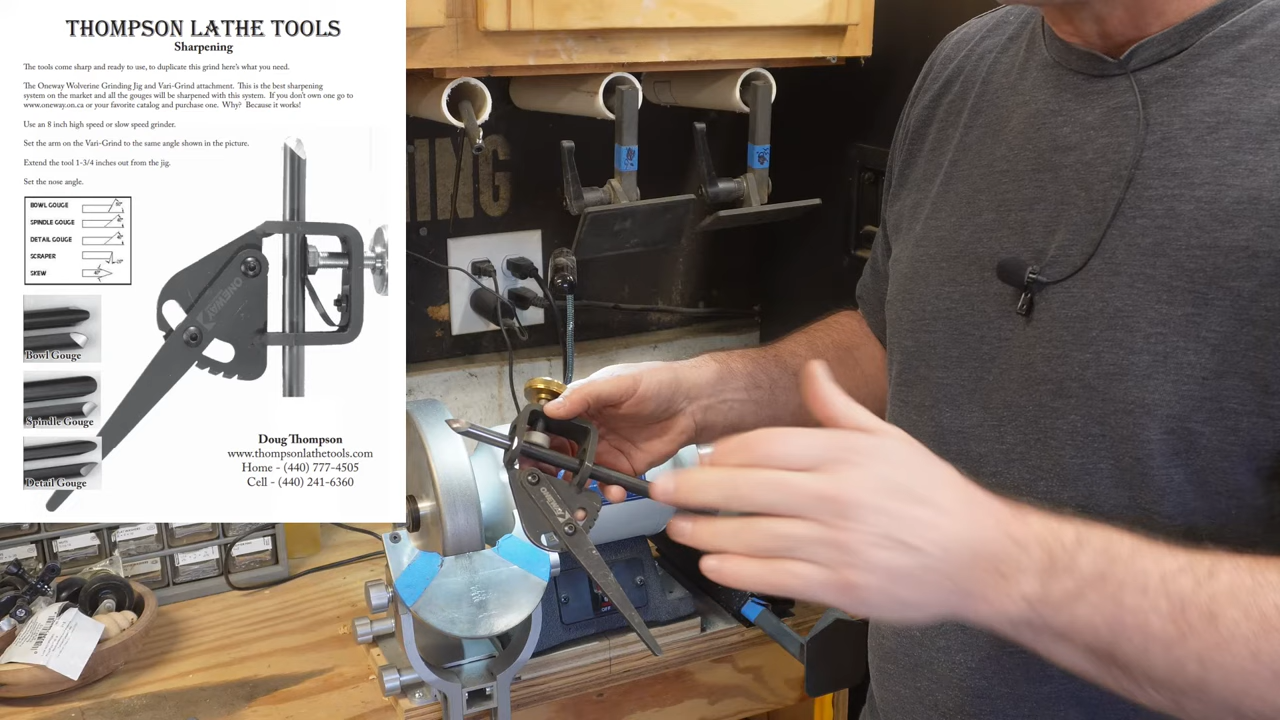 THOMPSON LATHE TOOLS
Sharpening
The tools come sharp and ready to use, to duplicate this grind here's what you need.
The Oneway Wolverine Grinding Jig and Vari-Grind attachment. This is the best sharpening
system on the market and all the gouges will be sharpened with this system. If you don't own one go to
www.oneway.on.ca or your favorite catalog and purchase one. Why? Because it works!
Use an 8 inch high speed or slow speed grinder.
Set the arm on the Vari-Grind to the same angle shown in the picture.
Extend the tool 1-3/4 inches out from the jig.
Set the nose angle.
BOWL GOUGE
SPINDLE GOUGE
DETAIL GOUGE
SCRAPER
SKEW
ONEWAY
Bowl Gouge
Spindle Gouge
Detail Gouge
Doug Thompson
www.thompsonlathetools.com
Home - (440) 777-4505
Cell - (440) 241-6360
NING
ONEWAY
OFF